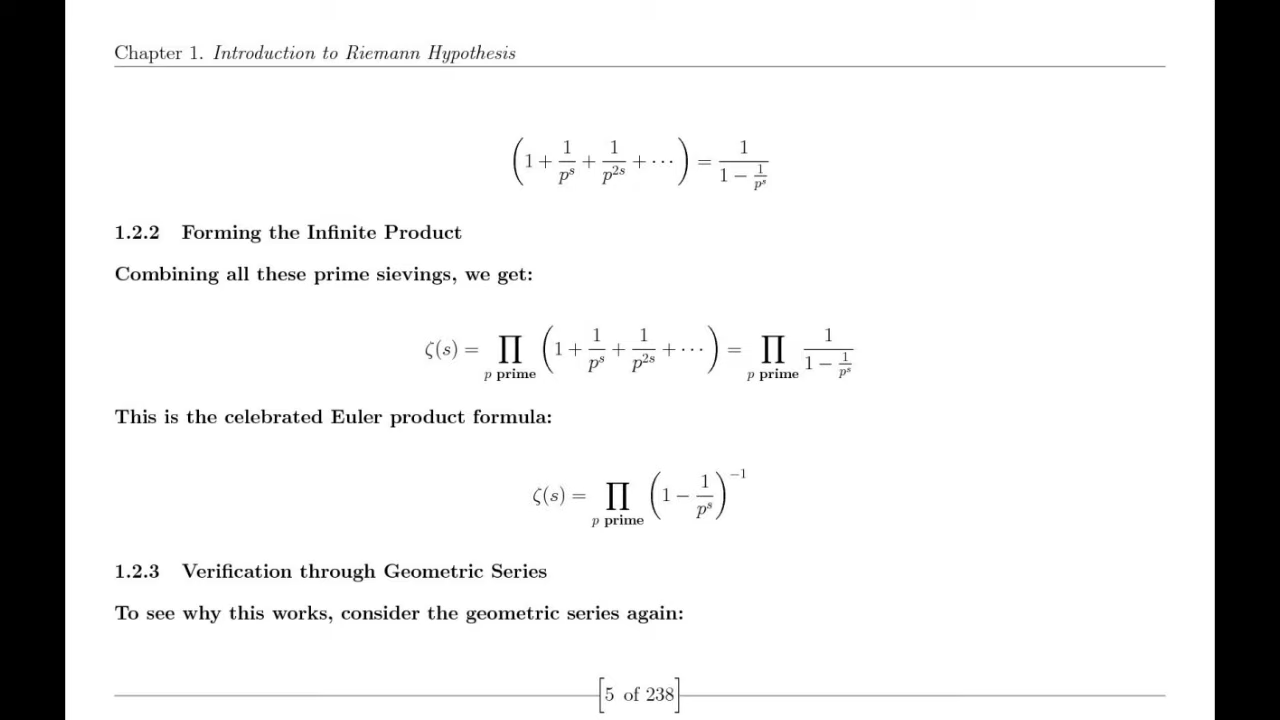 Chapter 1. Introduction to Riemann Hypothesis
(1 + 1/p^s + 1/p^{2s} + ⋯) = 1/(1 − 1/p^s)
1.2.2 Forming the Infinite Product
Combining all these prime sievings, we get:
ζ(s) = ∏_{p prime} (1 + 1/p^s + 1/p^{2s} + ⋯) = ∏_{p prime} 1/(1 − 1/p^s)
This is the celebrated Euler product formula:
ζ(s) = ∏_{p prime} (1 − 1/p^s)^{−1}
1.2.3 Verification through Geometric Series
To see why this works, consider the geometric series again:
[5 of 238]